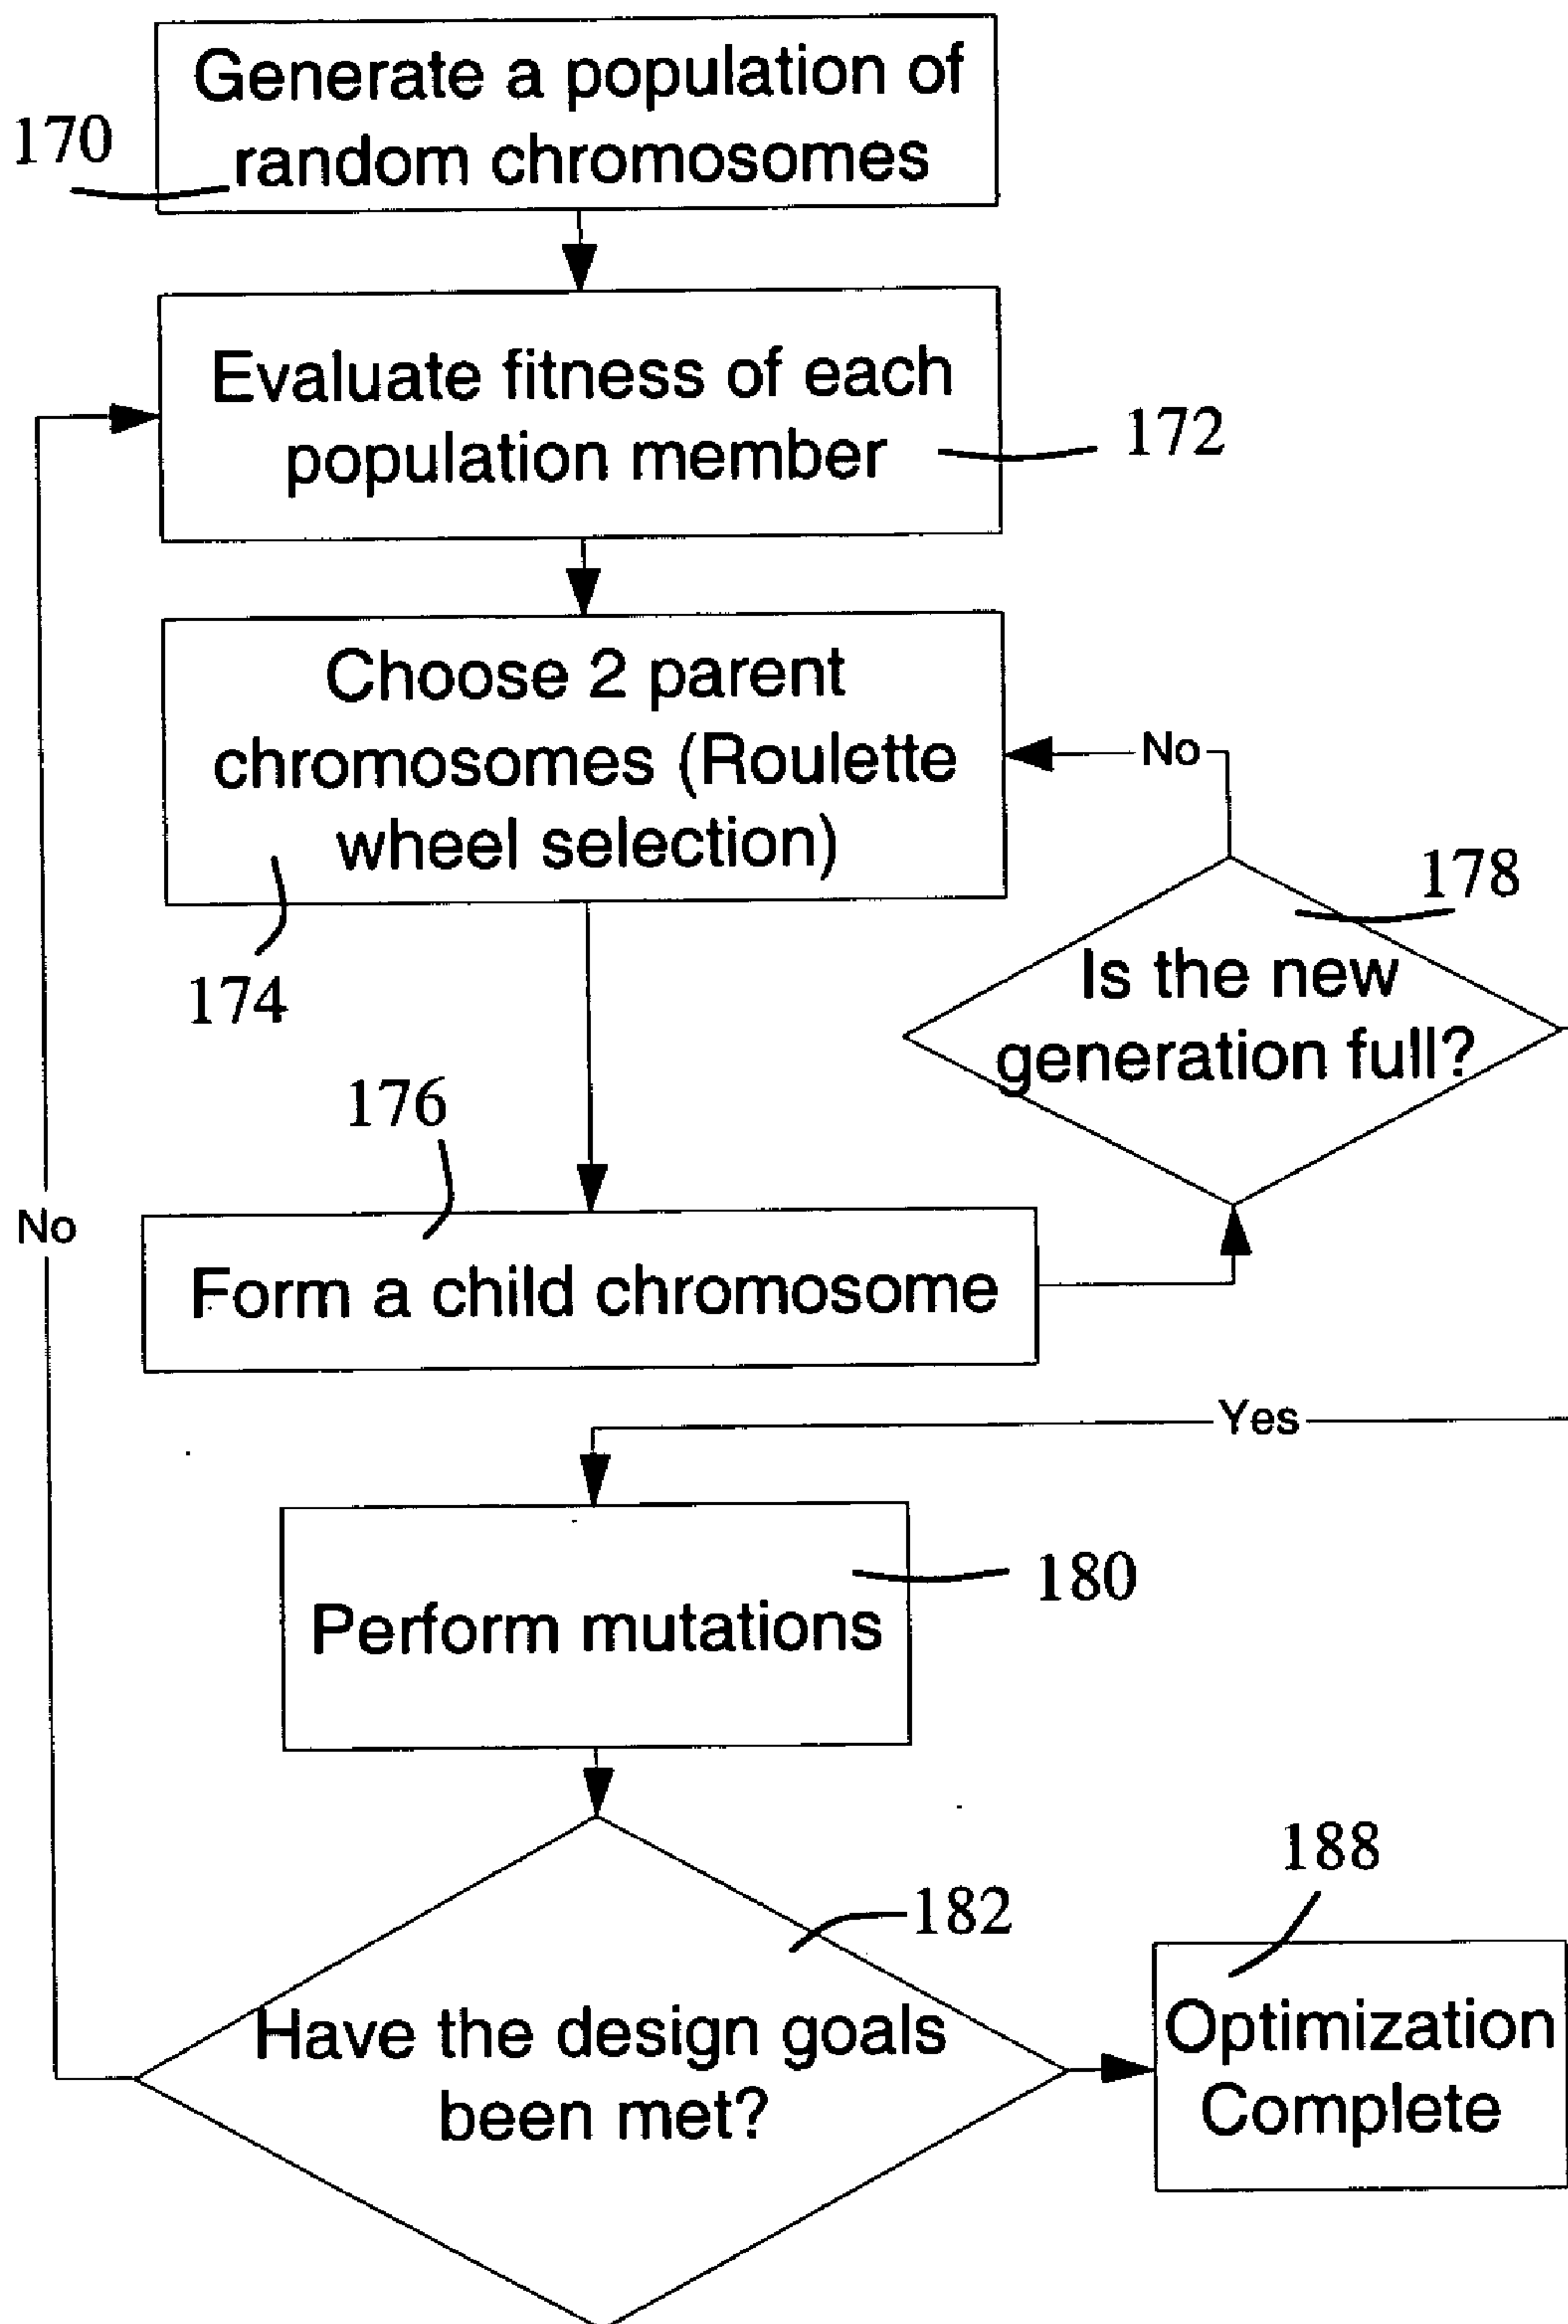 Generate a population of
random chromosomes
170
Evaluate fitness of each
population member
172
Choose 2 parent
chromosomes (Roulette
wheel selection)
174
No
178
Is the new
generation full?
176
Form a child chromosome
No
Yes
Perform mutations
180
182
Have the design goals
been met?
188
Optimization
Complete